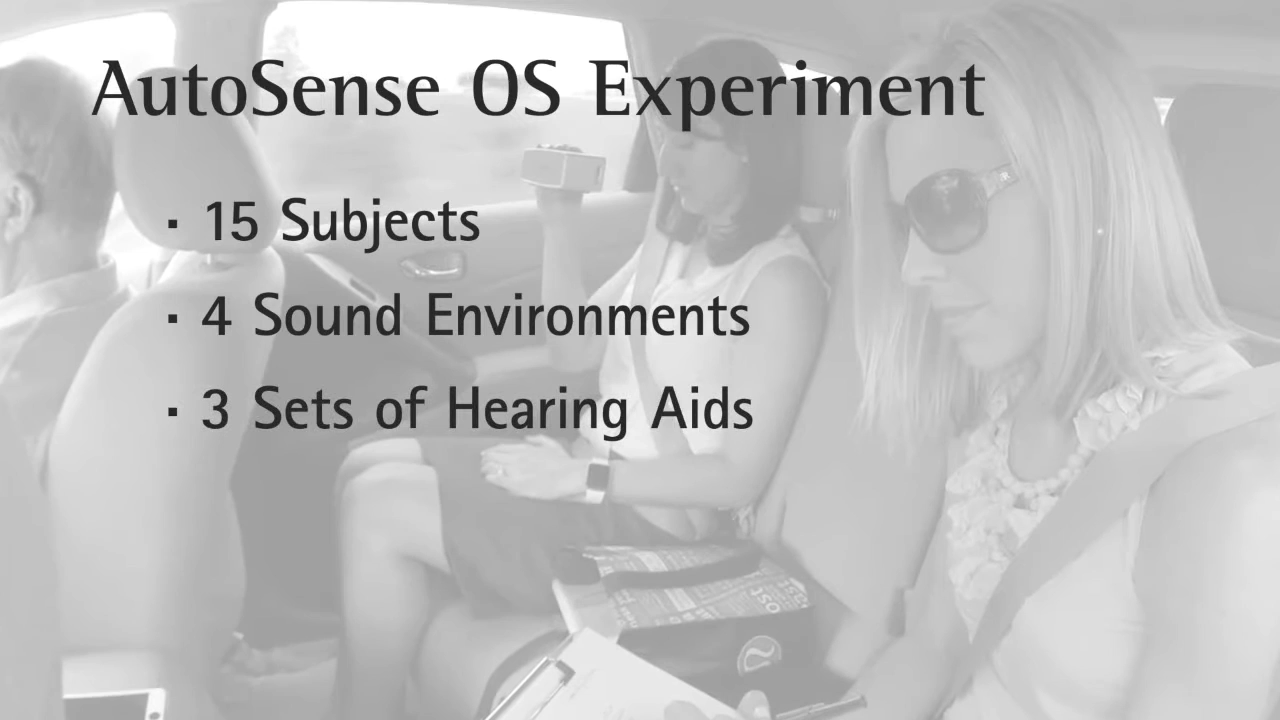 AutoSense OS Experiment
· 15 Subjects
· 4 Sound Environments
· 3 Sets of Hearing Aids